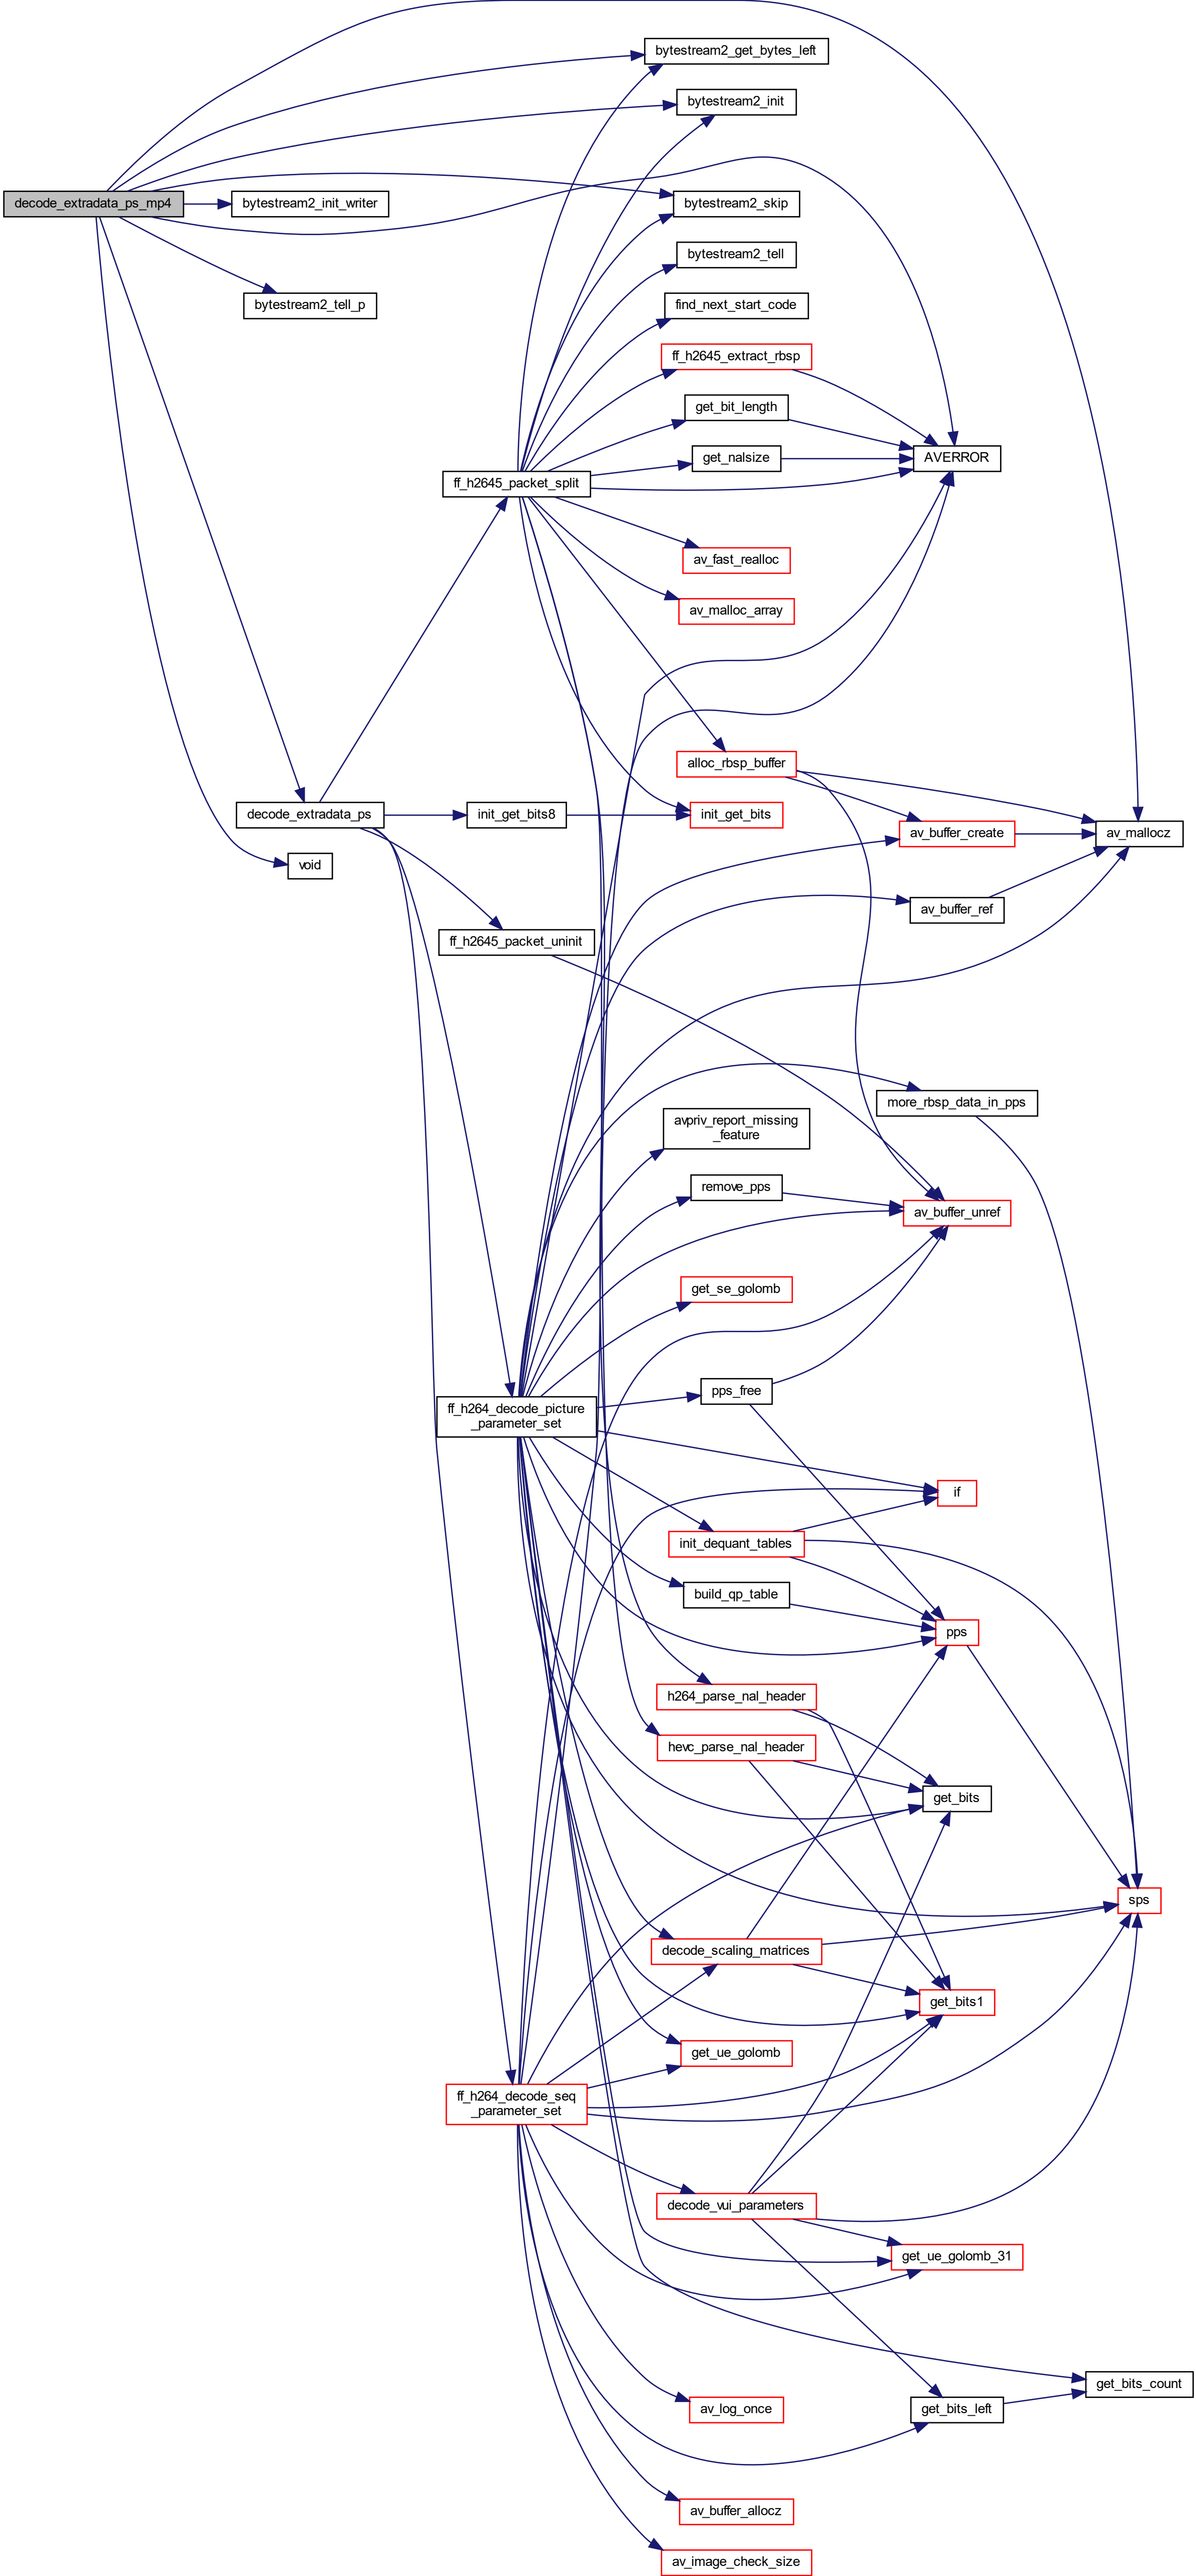 bytestream2_get_bytes_left
bytestream2_init
decode_extradata_ps_mp4
bytestream2_init_writer
bytestream2_skip
bytestream2_tell
bytestream2_tell_p
find_next_start_code
ff_h2645_extract_rbsp
get_bit_length
get_nalsize
AVERROR
ff_h2645_packet_split
av_fast_realloc
av_malloc_array
alloc_rbsp_buffer
decode_extradata_ps
init_get_bits8
init_get_bits
av_buffer_create
av_mallocz
void
av_buffer_ref
ff_h2645_packet_uninit
more_rbsp_data_in_pps
avpriv_report_missing
_feature
remove_pps
av_buffer_unref
get_se_golomb
pps_free
ff_h264_decode_picture
_parameter_set
if
init_dequant_tables
build_qp_table
pps
h264_parse_nal_header
hevc_parse_nal_header
get_bits
sps
decode_scaling_matrices
get_bits1
get_ue_golomb
ff_h264_decode_seq
_parameter_set
decode_vui_parameters
get_ue_golomb_31
get_bits_count
av_log_once
get_bits_left
av_buffer_allocz
av_image_check_size